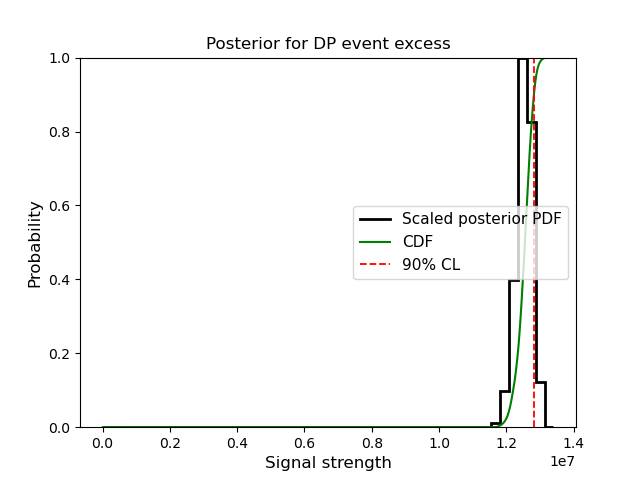 Posterior for DP event excess
Probability
1.0
0.8
0.6
0.4
0.2
0.0
Scaled posterior PDF
CDF
90% CL
0.0 0.2 0.4 0.6 0.8 1.0 1.2 1.4
1e7
Signal strength